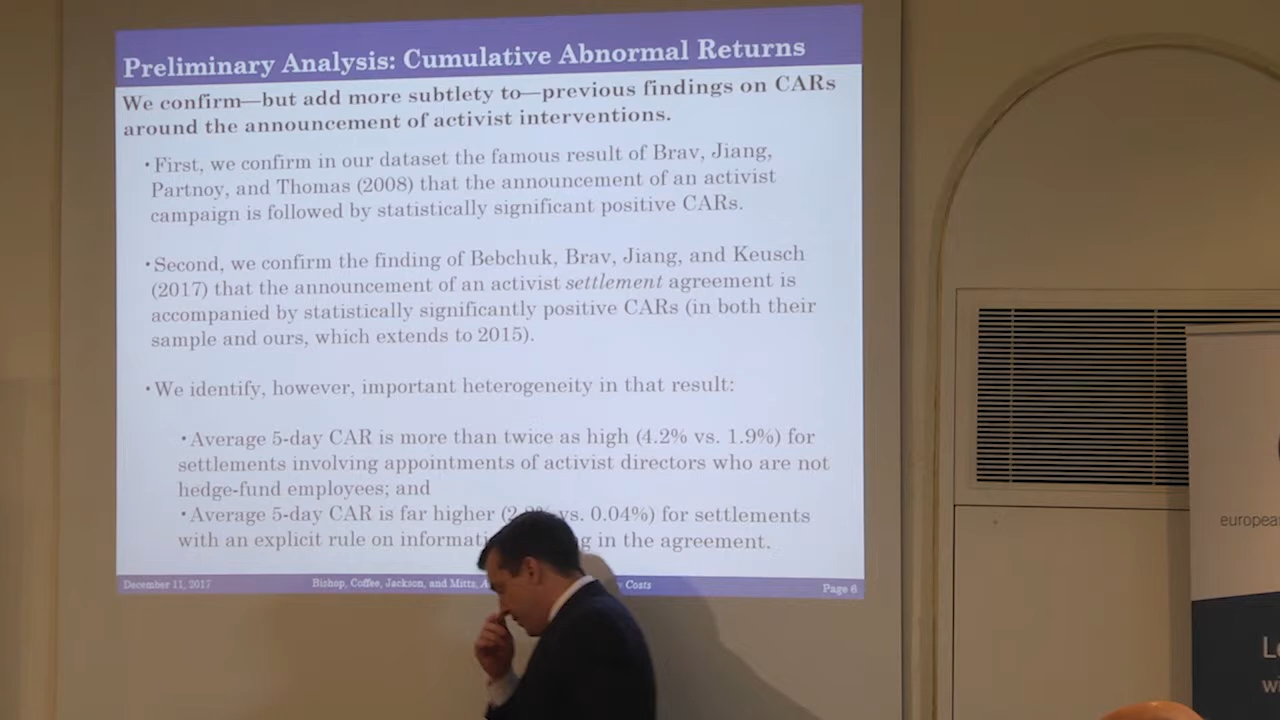 Preliminary Analysis: Cumulative Abnormal Returns
We confirm—but add more subtlety to—previous findings on CARs
around the announcement of activist interventions.
• First, we confirm in our dataset the famous result of Brav, Jiang,
Partnoy, and Thomas (2008) that the announcement of an activist
campaign is followed by statistically significant positive CARs.
• Second, we confirm the finding of Bebchuk, Brav, Jiang, and Keusch
(2017) that the announcement of an activist settlement agreement is
accompanied by statistically significantly positive CARs (in both their
sample and ours, which extends to 2015).
• We identify, however, important heterogeneity in that result:
• Average 5-day CAR is more than twice as high (4.2% vs. 1.9%) for
settlements involving appointments of activist directors who are not
hedge-fund employees; and
• Average 5-day CAR is far higher vs. 0.04%) for settlements
with an explicit rule on in the agreement.
December 11, 2017 Bishop, Coffee, Jackson, and Mitts, Costs Page 6